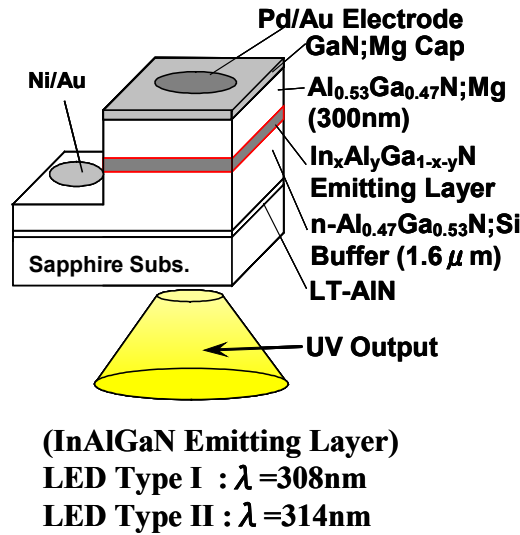 Pd/Au Electrode
GaN;Mg Cap
Ni/Au
Al0.53Ga0.47N;Mg
(300nm)
InxAlyGa1-x-yN
Emitting Layer
n-Al0.47Ga0.53N;Si
Buffer (1.6μm)
Sapphire Subs.
LT-AlN
UV Output
(InAlGaN Emitting Layer)
LED Type I : λ=308nm
LED Type II : λ=314nm